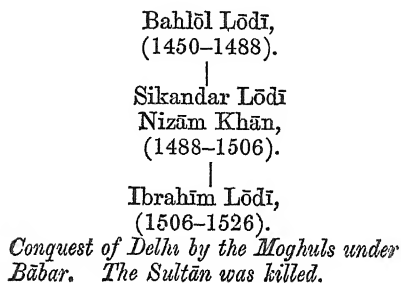 Bahlōl Lōdī,
(1450–1488).
Sikandar Lōdī
Nizām Khān,
(1488–1506).
Ibrahīm Lōdī,
(1506–1526).
Conquest of Delhi by the Moghuls under
Bābar. The Sultān was killed.